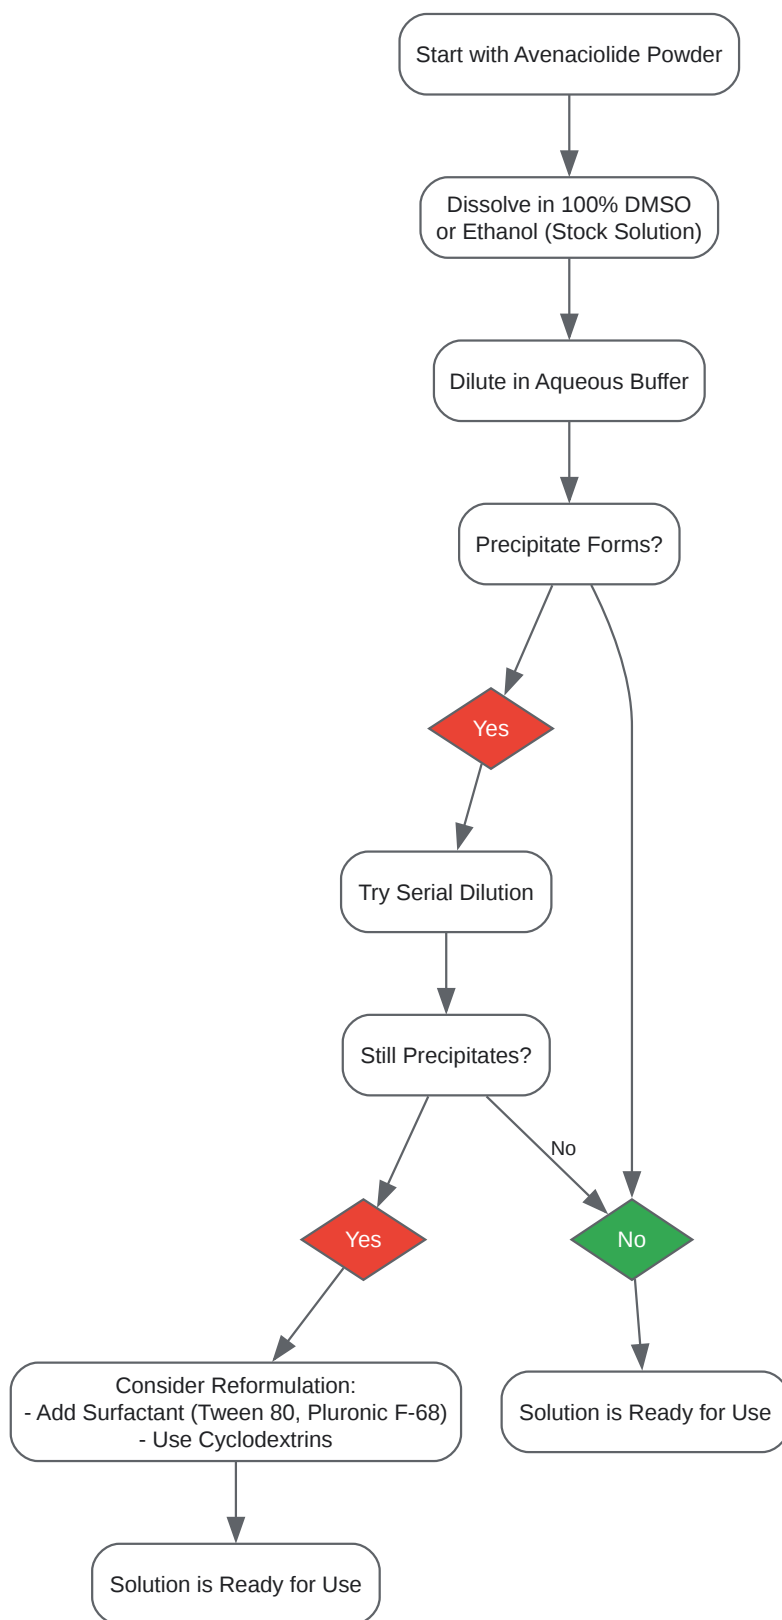 Start with Avenaciolide Powder
Dissolve in 100% DMSO
or Ethanol (Stock Solution)
Dilute in Aqueous Buffer
Precipitate Forms?
Yes
Try Serial Dilution
Still Precipitates?
No
Yes
No
Consider Reformulation:
- Add Surfactant (Tween 80, Pluronic F-68)
- Use Cyclodextrins
Solution is Ready for Use
Solution is Ready for Use